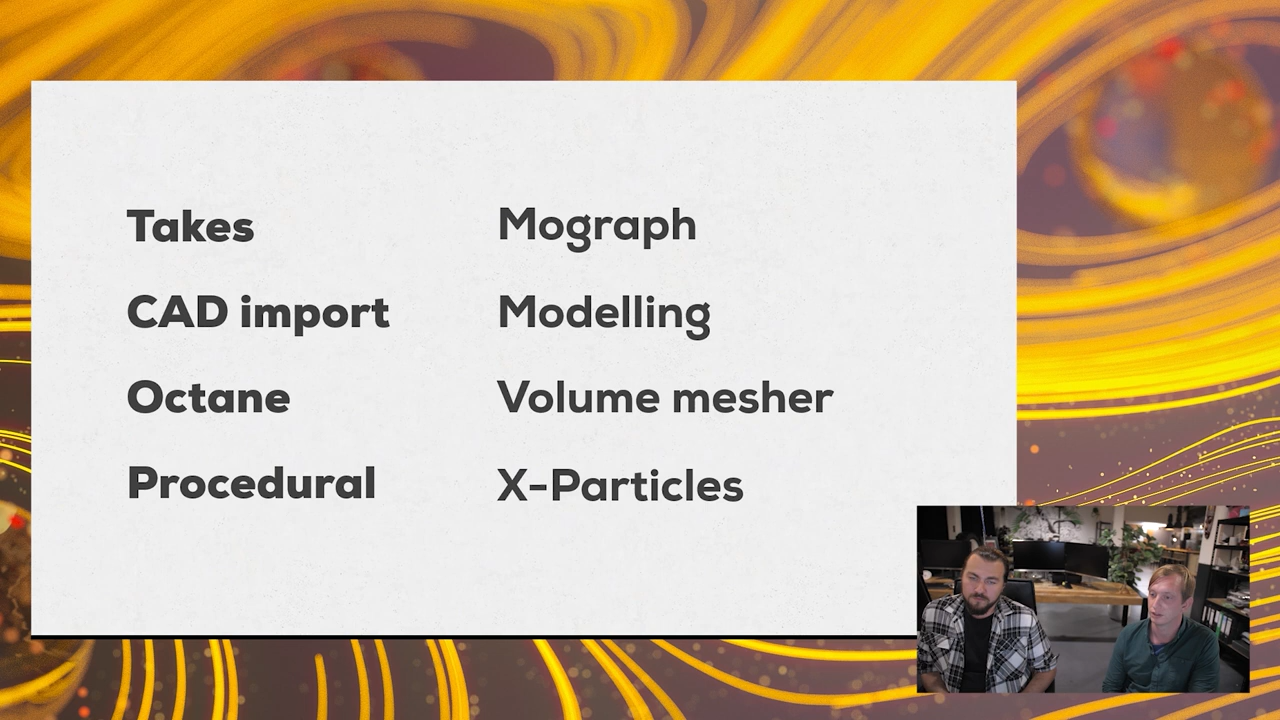 Takes
CAD import
Octane
Procedural
Mograph
Modelling
Volume mesher
X-Particles